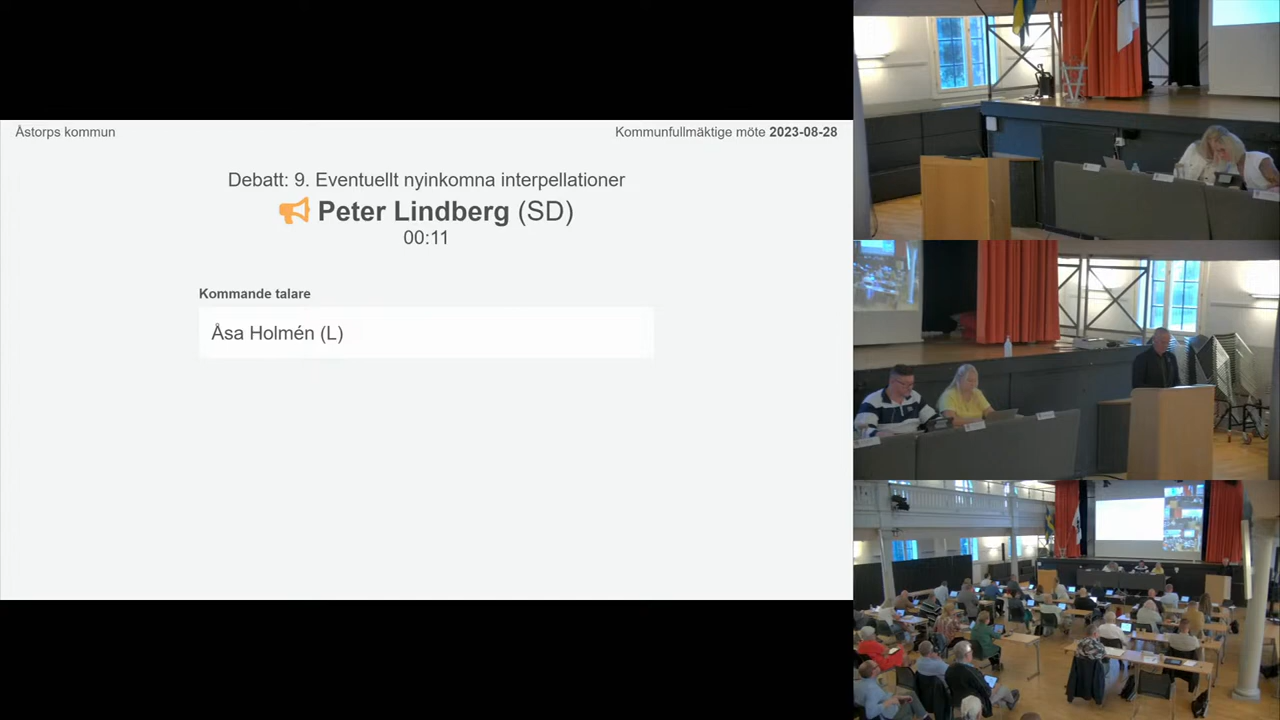 Åstorps kommun
Kommunfullmäktige möte 2023-08-28
Debatt: 9. Eventuellt nyinkomna interpellationer
Peter Lindberg (SD)
00:11
Kommande talare
Åsa Holmén (L)